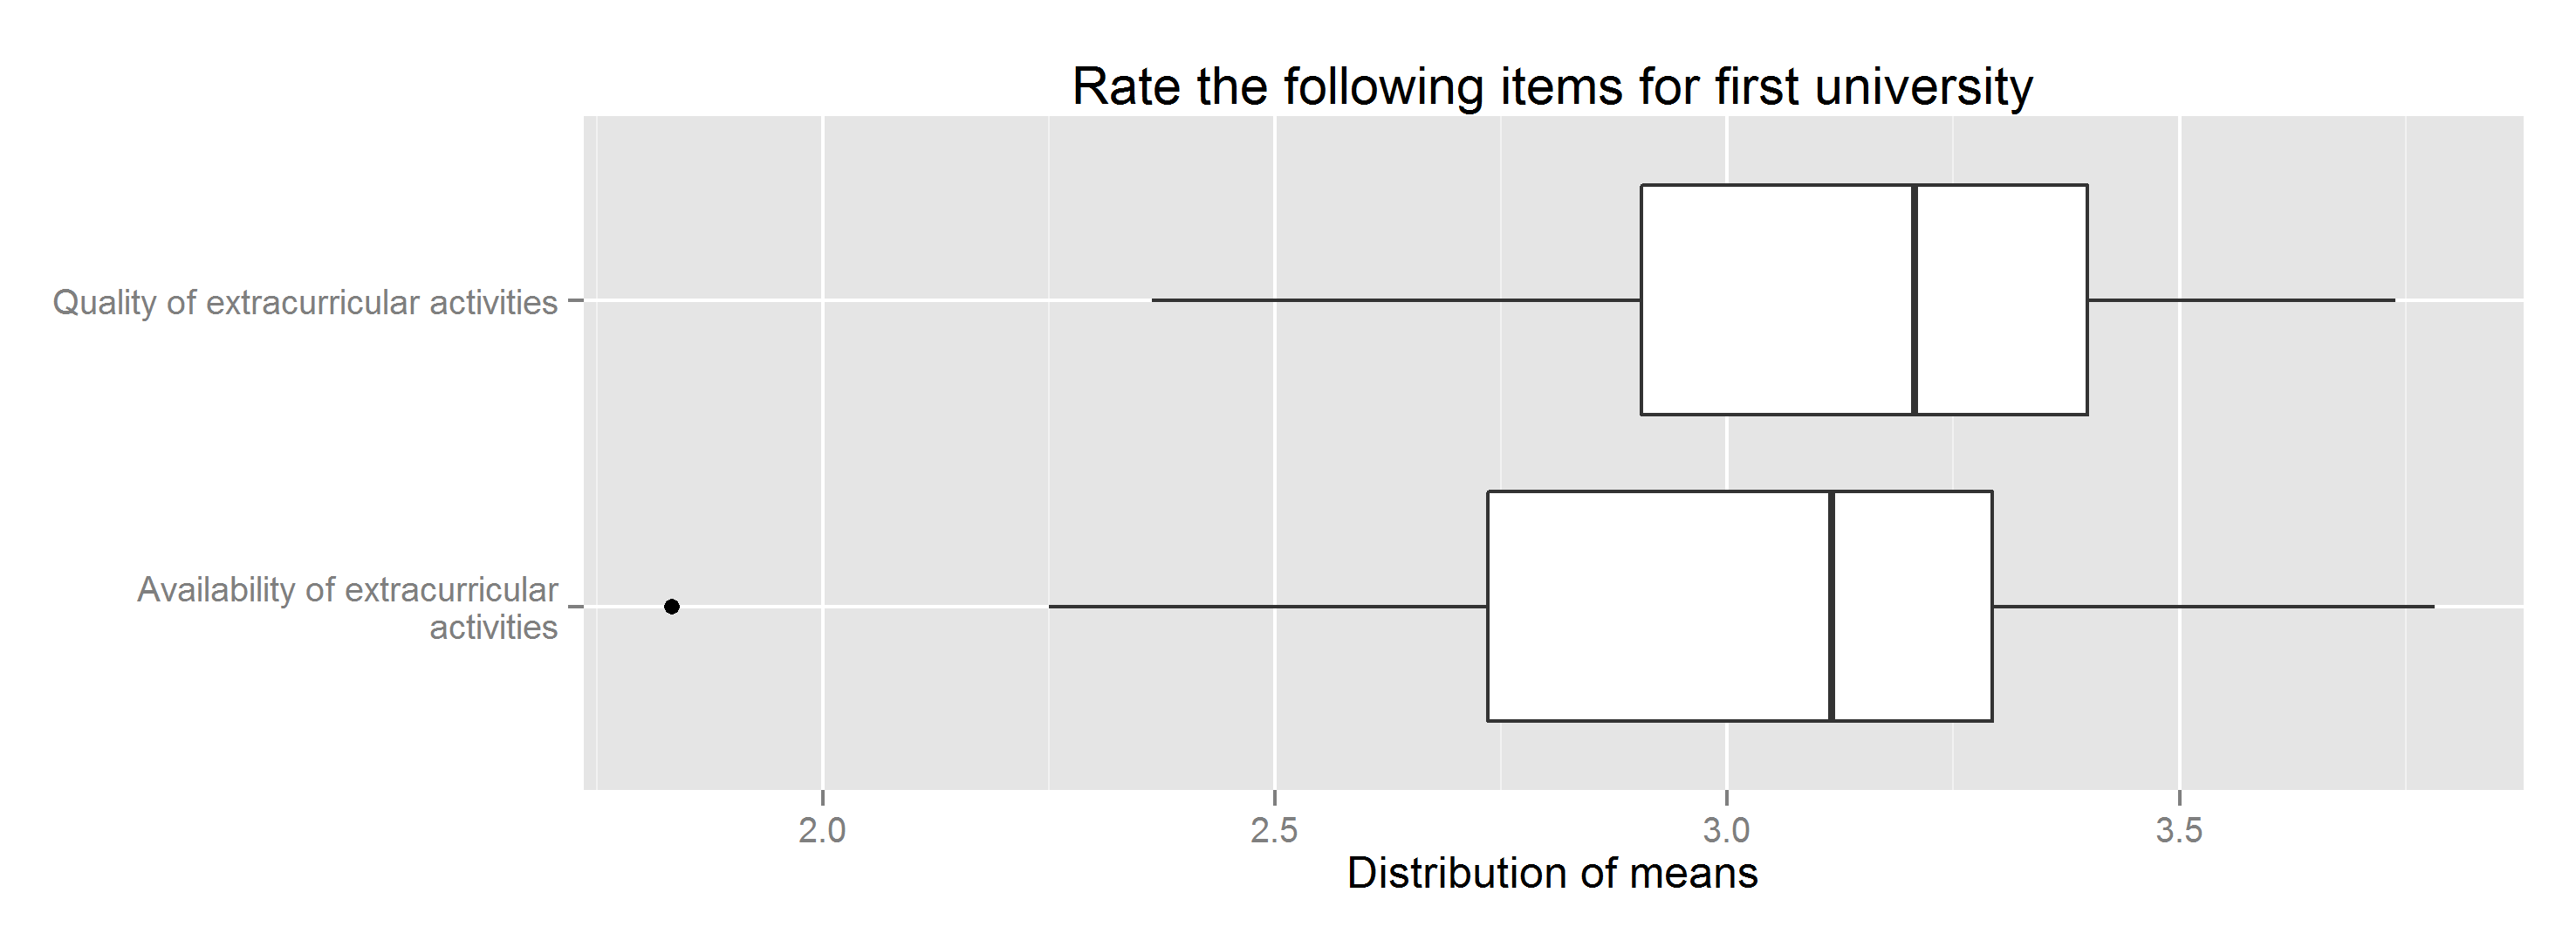 Rate the following items for first university
Quality of extracurricular activities
Availability of extracurricular
activities
2.0 2.5 3.0 3.5
Distribution of means